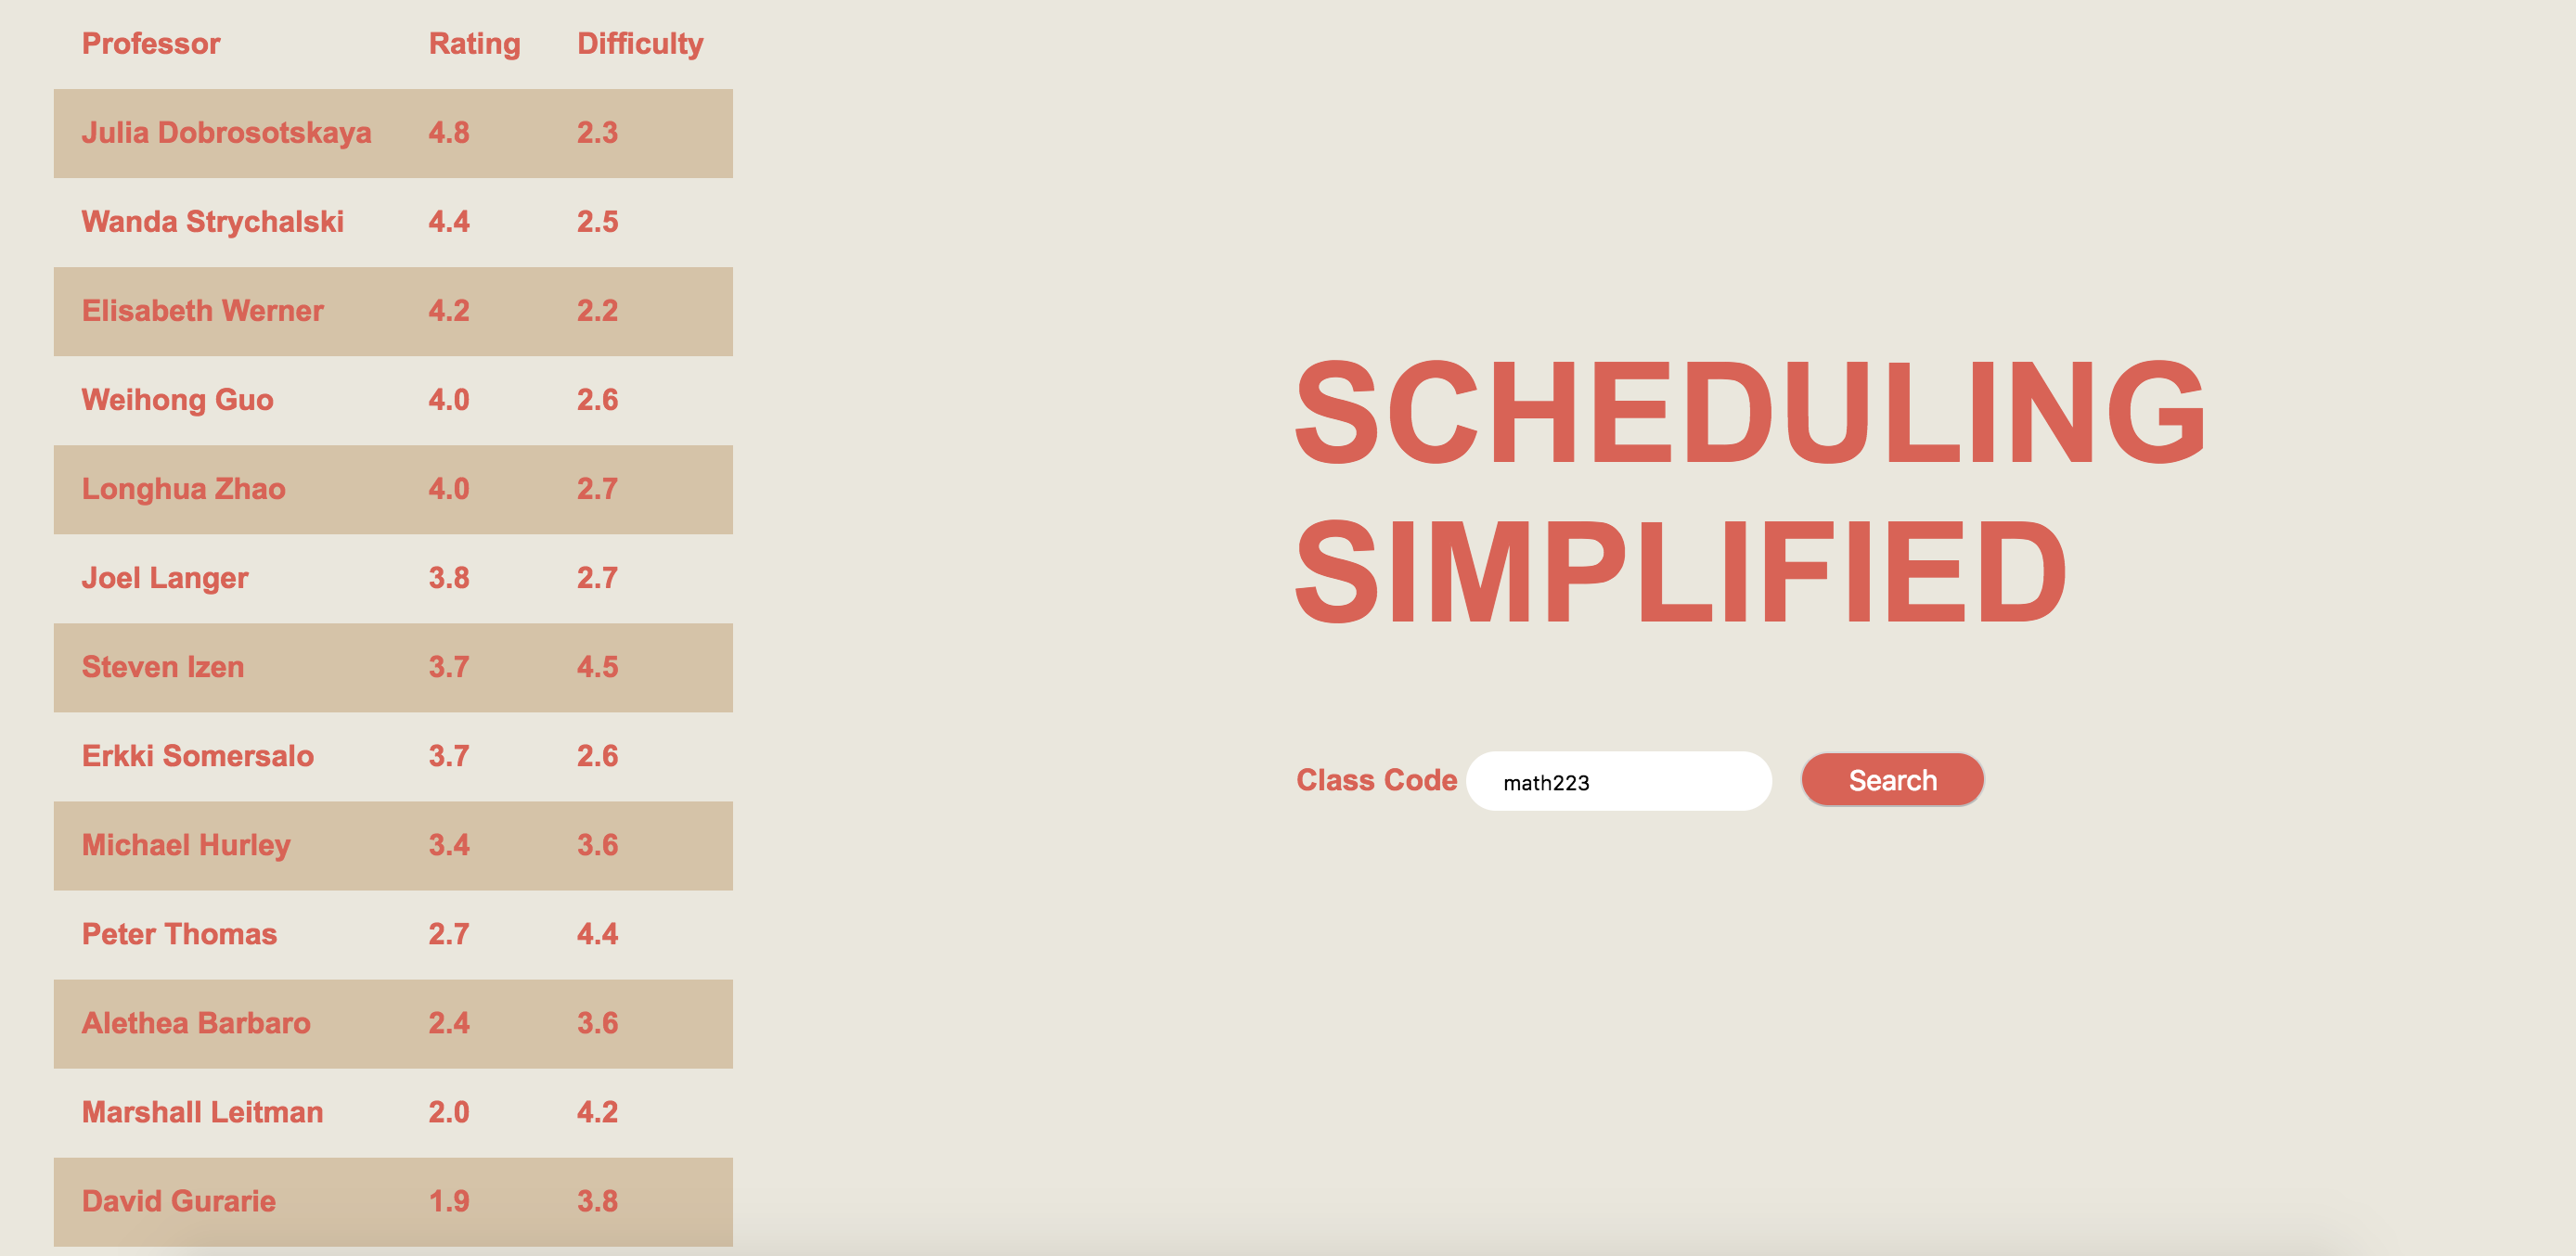 Professor Rating Difficulty
Julia Dobrosotskaya 4.8 2.3
Wanda Strychalski 4.4 2.5
Elisabeth Werner 4.2 2.2
Weihong Guo 4.0 2.6
Longhua Zhao 4.0 2.7
Joel Langer 3.8 2.7
Steven Izen 3.7 4.5
Erkki Somersalo 3.7 2.6
Michael Hurley 3.4 3.6
Peter Thomas 2.7 4.4
Alethea Barbaro 2.4 3.6
Marshall Leitman 2.0 4.2
David Gurarie 1.9 3.8
SCHEDULING
SIMPLIFIED
Class Code math223 Search